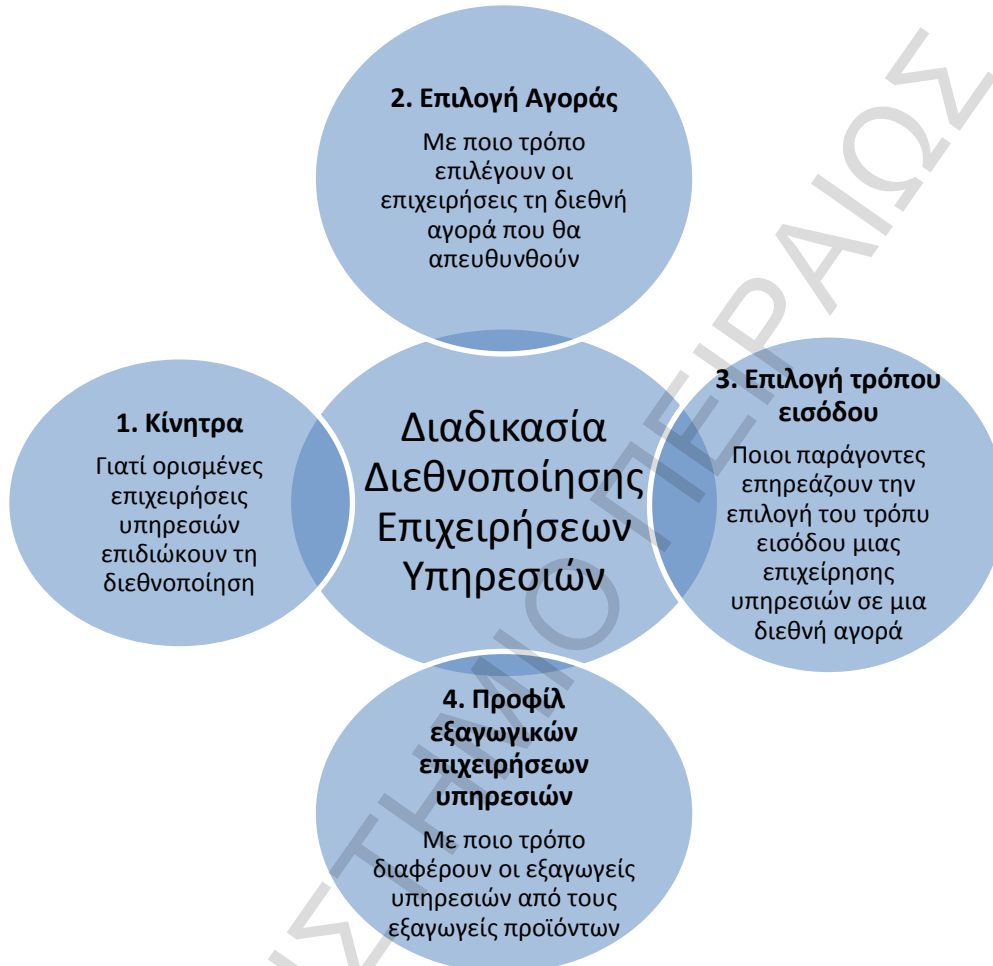 2. Επιλογή Αγοράς
Με ποιο τρόπο
επιλέγουν οι
επιχειρήσεις τη διεθνή
αγορά που θα
απευθυνθούν
1. Κίνητρα
Γιατί ορισμένες
επιχειρήσεις
υπηρεσιών
επιδιώκουν τη
διεθνοποίηση
Διαδικασία
Διεθνοποίησης
Επιχειρήσεων
Υπηρεσιών
3. Επιλογή τρόπου
εισόδου
Ποιοι παράγοντες
επηρεάζουν την
επιλογή του τρόπυ
εισόδου μιας
επιχείρησης
υπηρεσιών σε μια
διεθνή αγορά
4. Προφίλ
εξαγωγικών
επιχειρήσεων
υπηρεσιών
Με ποιο τρόπο
διαφέρουν οι εξαγωγείς
υπηρεσιών από τους
εξαγωγείς προϊόντων
ΣΤΗΜΙΟ ΠΕΙΡΑΙΩΣ